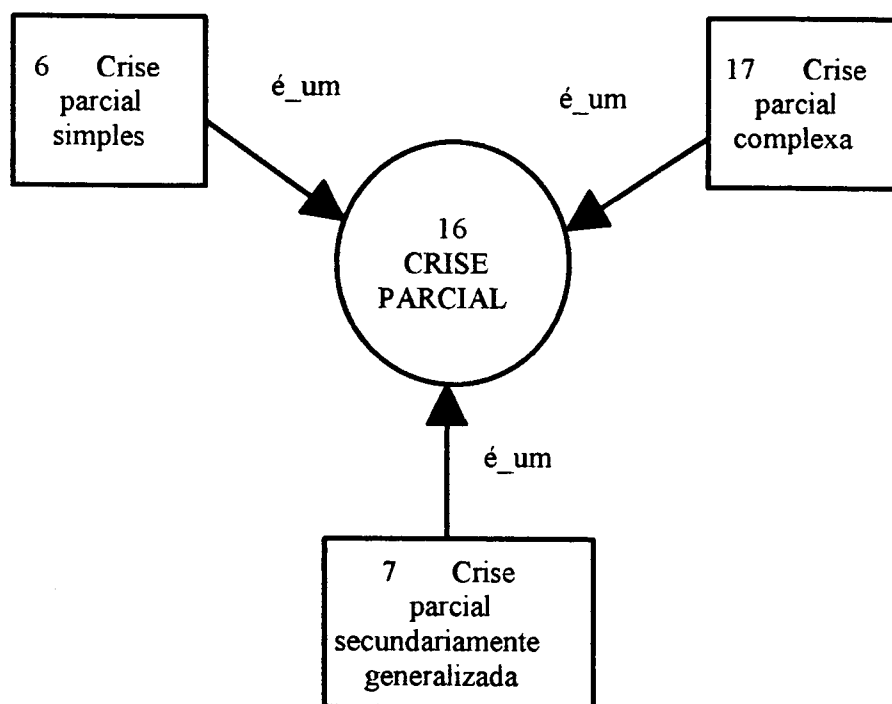 6 Crise
parcial
simples
é_um
é_um
17 Crise
parcial
complexa
16
CRISE
PARCIAL
é_um
7 Crise
parcial
secundariamente
generalizada